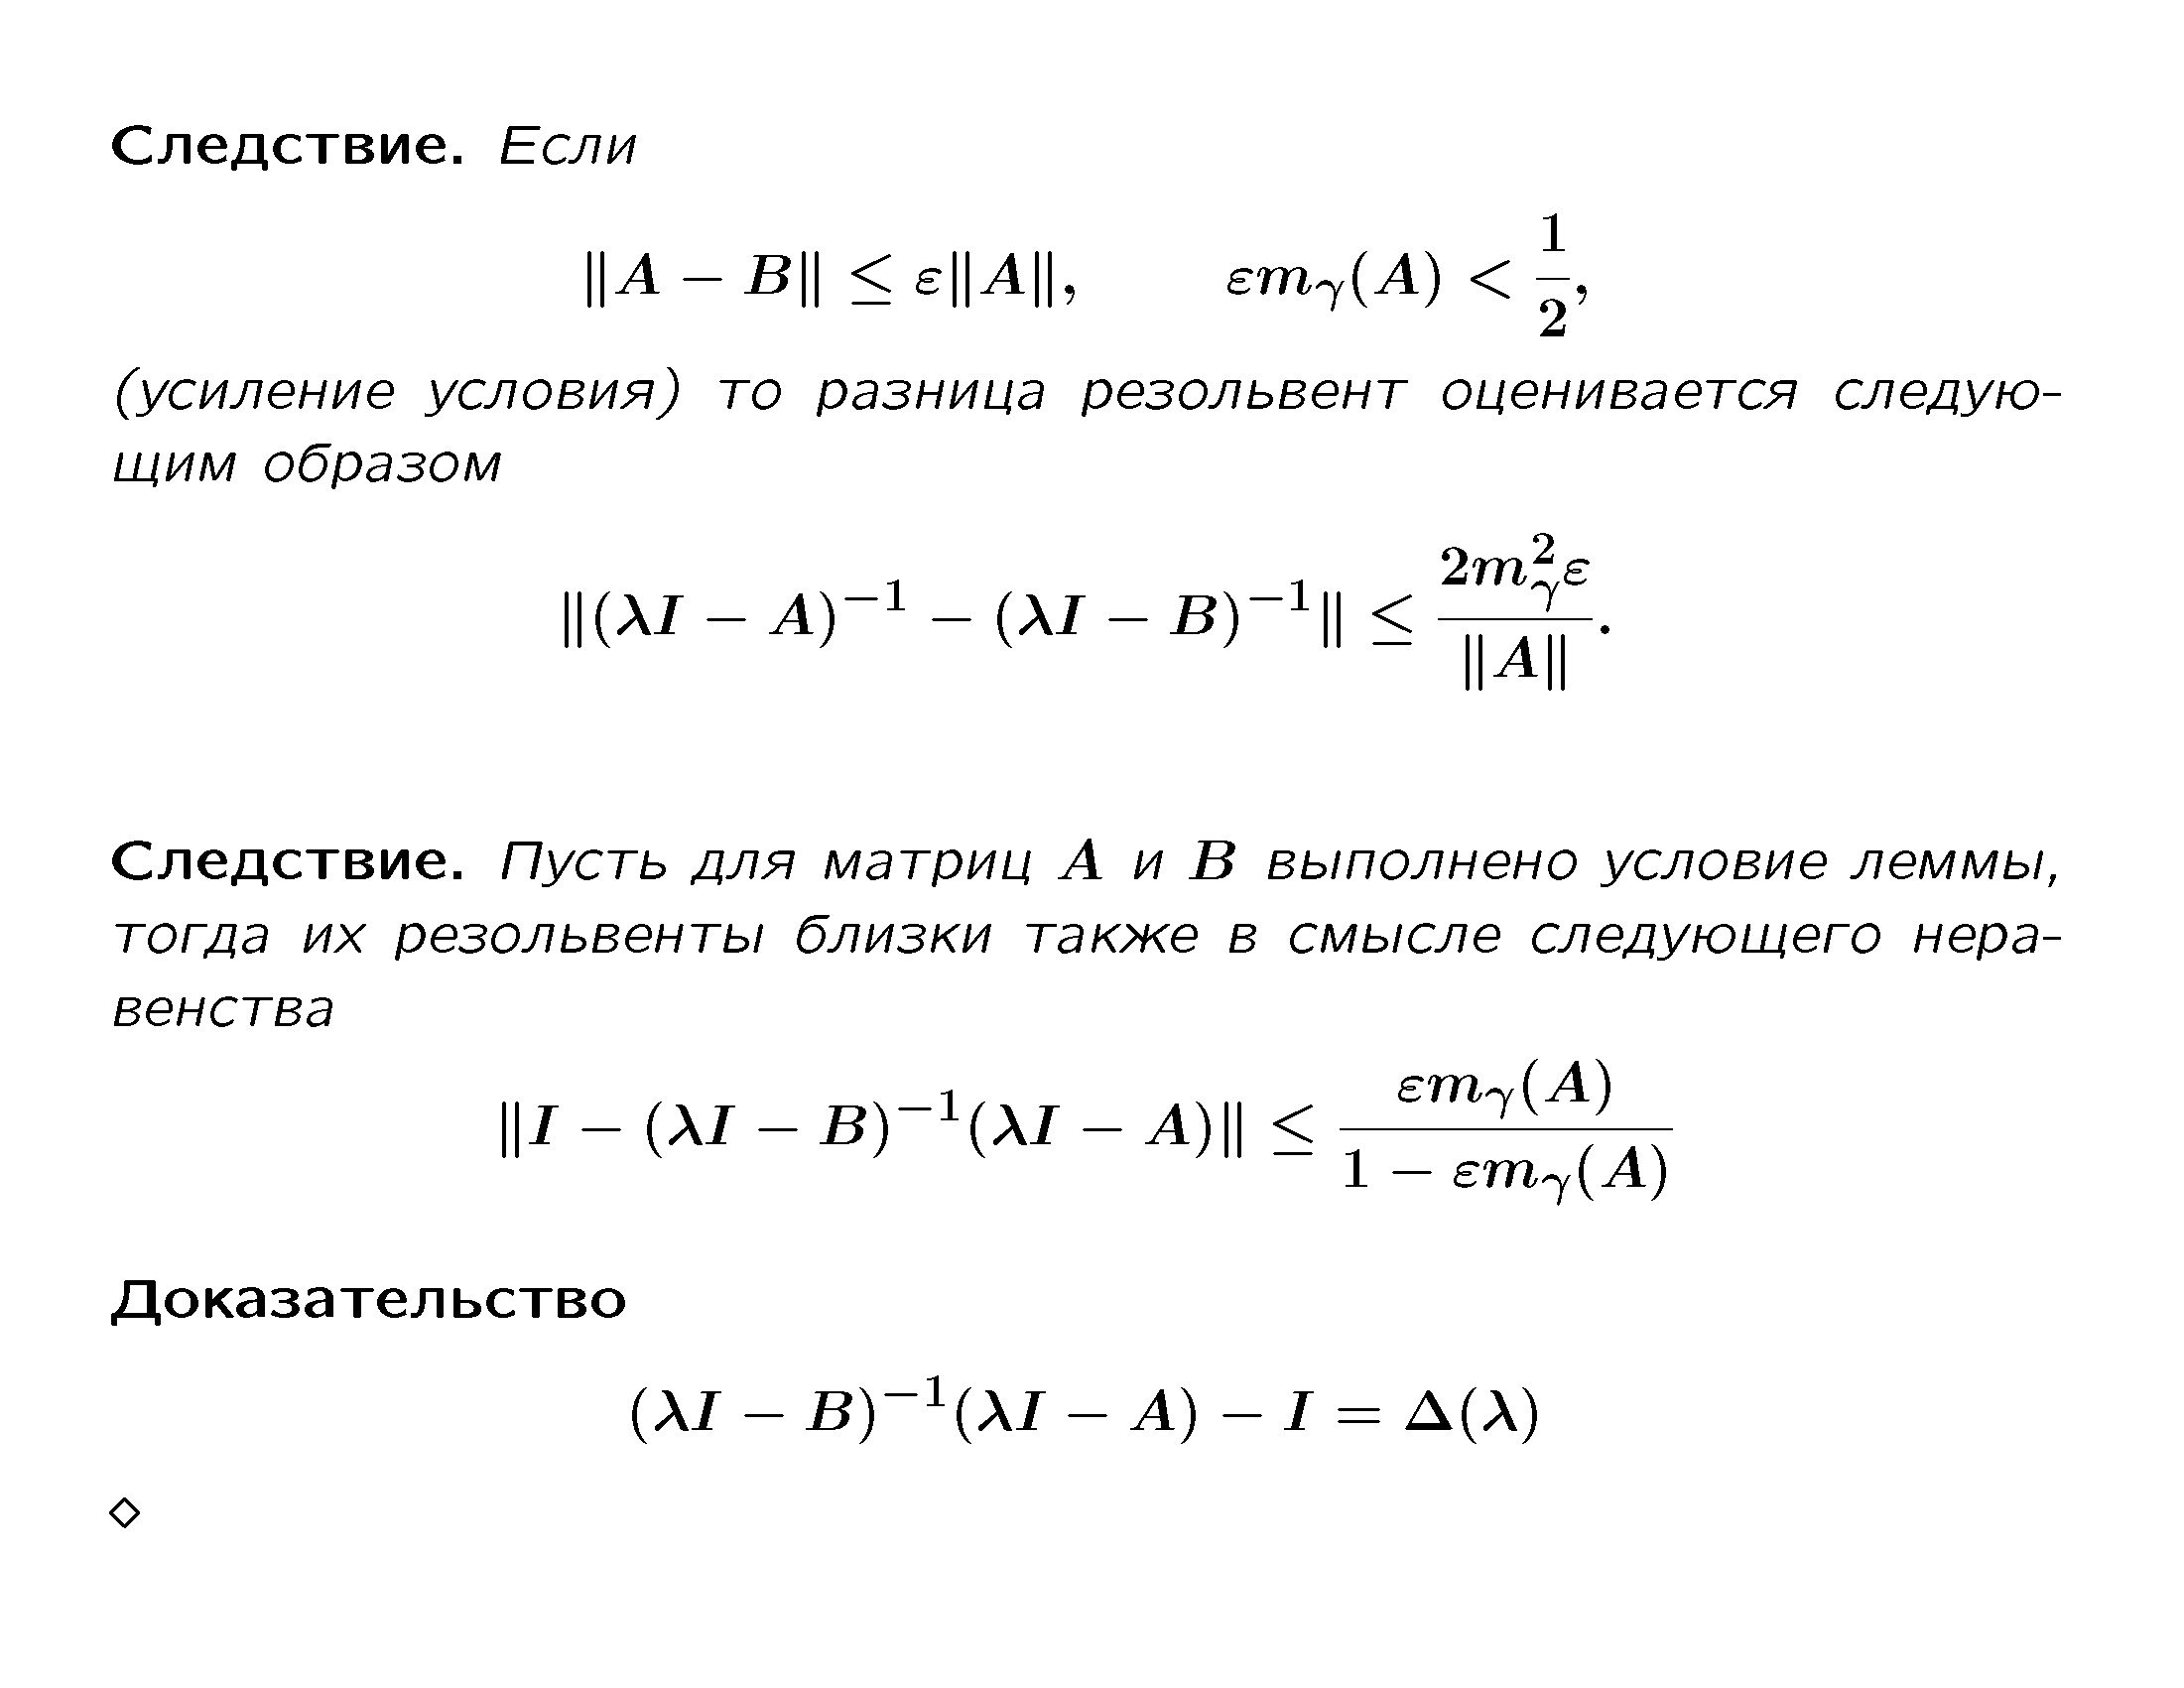 Следствие. Если
‖A − B‖ ≤ ε‖A‖, εm_γ(A) < 1/2,
(усиление условия) то разница резольвент оценивается следую-
щим образом
‖(λI − A)^{−1} − (λI − B)^{−1}‖ ≤ 2m_γ^2 ε / ‖A‖.
Следствие. Пусть для матриц A и B выполнено условие леммы,
тогда их резольвенты близки также в смысле следующего нера-
венства
‖I − (λI − B)^{−1}(λI − A)‖ ≤ εm_γ(A) / (1 − εm_γ(A))
Доказательство
(λI − B)^{−1}(λI − A) − I = Δ(λ)
◇